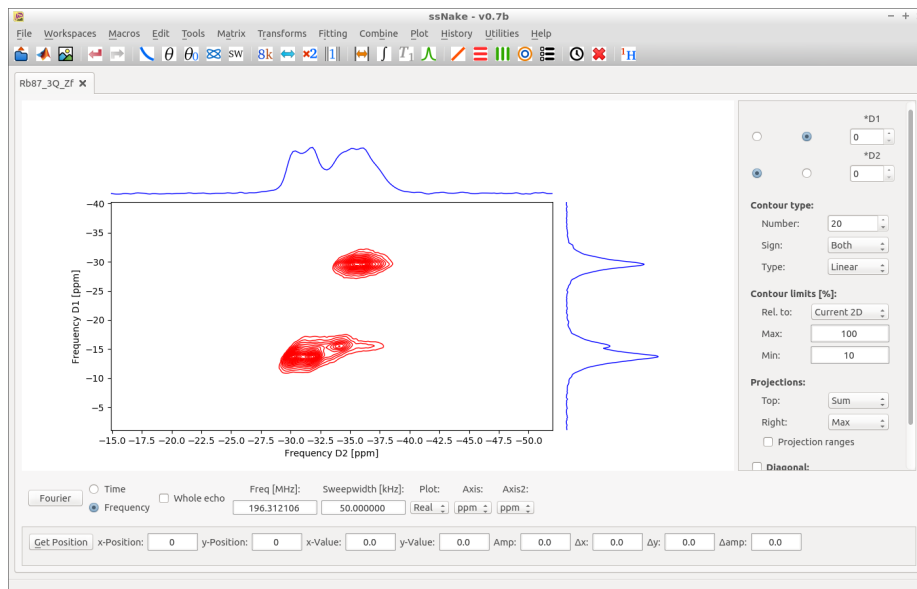 ssNake - v0.7b
File Workspaces Macros Edit Tools Matrix Transforms Fitting Combine Plot History Utilities Help
θ θ₀ SW 8k ×2 ‖1‖ ∫ T₁ ¹H
Rb87_3Q_Zf
*D1
0
*D2
0
Contour type:
Number: 20
Sign: Both
Type: Linear
Contour limits [%]:
Rel. to: Current 2D
Max: 100
Min: 10
Projections:
Top: Sum
Right: Max
Projection ranges
Diagonal:
−40
−35
−30
−25
−20
−15
−10
−5
Frequency D1 [ppm]
−15.0 −17.5 −20.0 −22.5 −25.0 −27.5 −30.0 −32.5 −35.0 −37.5 −40.0 −42.5 −45.0 −47.5 −50.0
Frequency D2 [ppm]
Fourier
Time
Frequency
Whole echo
Freq [MHz]: Sweepwidth [kHz]: Plot: Axis: Axis2:
196.312106 50.000000 Real ppm ppm
Get Position x-Position: 0 y-Position: 0 x-Value: 0.0 y-Value: 0.0 Amp: 0.0 Δx: 0.0 Δy: 0.0 Δamp: 0.0